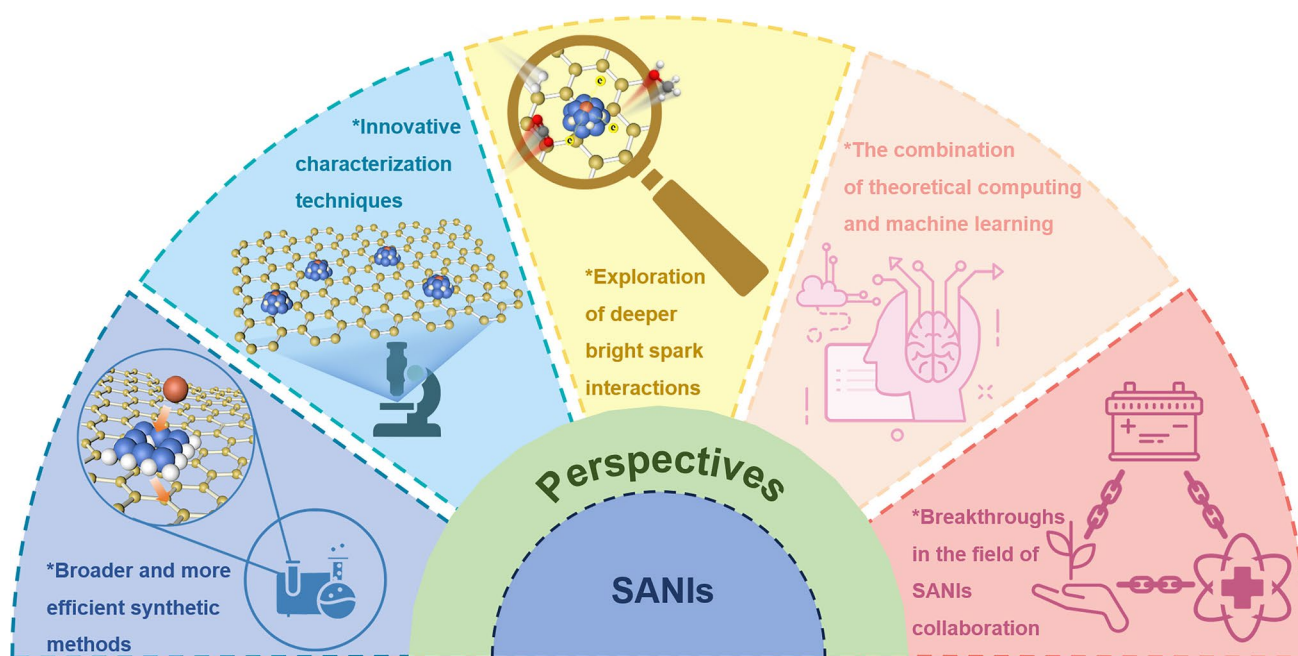 *Innovative
characterization
techniques
*Exploration
of deeper
bright spark
interactions
*The combination
of theoretical computing
and machine learning
*Broader and more
efficient synthetic
methods
*Breakthroughs
in the field of
SANIs
collaboration
Perspectives
SANIs
e
e
e